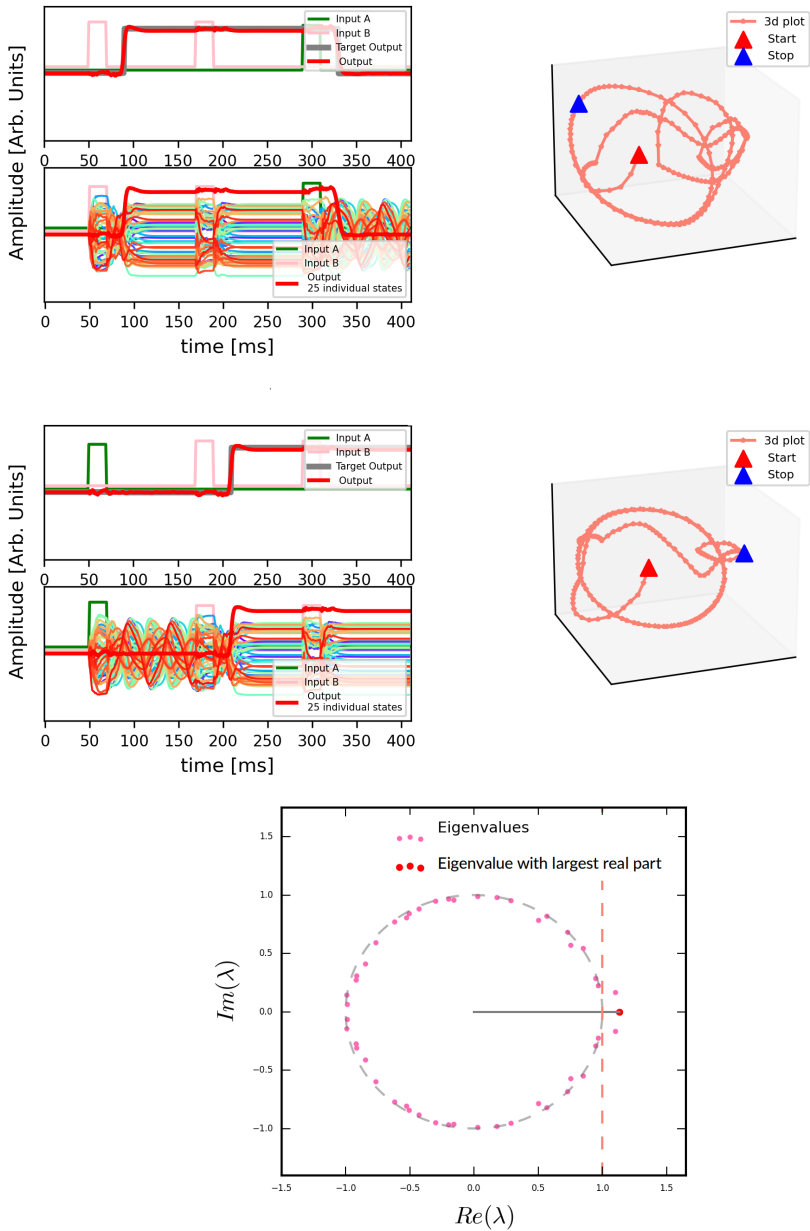 Input A
Input B
Target Output
Output
Amplitude [Arb. Units]
Input A
Input B
Output
25 individual states
0 50 100 150 200 250 300 350 400
time [ms]
3d plot
Start
Stop
Input A
Input B
Target Output
Output
Amplitude [Arb. Units]
Input A
Input B
Output
25 individual states
0 50 100 150 200 250 300 350 400
time [ms]
3d plot
Start
Stop
Eigenvalues
Eigenvalue with largest real part
1.5
1.0
0.5
0.0
−0.5
−1.0
Im(λ)
−1.5 −1.0 −0.5 0.0 0.5 1.0 1.5
Re(λ)